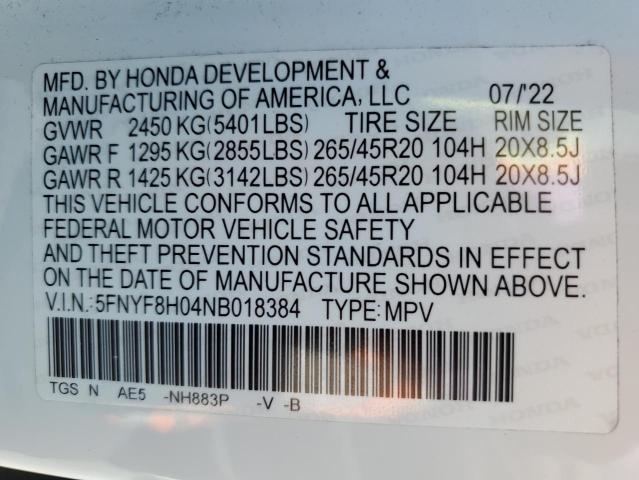 MFD. BY HONDA DEVELOPMENT &
MANUFACTURING OF AMERICA, LLC 07/'22
GVWR 2450 KG(5401LBS) TIRE SIZE RIM SIZE
GAWR F 1295 KG(2855LBS) 265/45R20 104H 20X8.5J
GAWR R 1425 KG(3142LBS) 265/45R20 104H 20X8.5J
THIS VEHICLE CONFORMS TO ALL APPLICABLE
FEDERAL MOTOR VEHICLE SAFETY
AND THEFT PREVENTION STANDARDS IN EFFECT
ON THE DATE OF MANUFACTURE SHOWN ABOVE.
V.I.N.:5FNYF8H04NB018384 TYPE: MPV
TGS N AE5 -NH883P -V -B